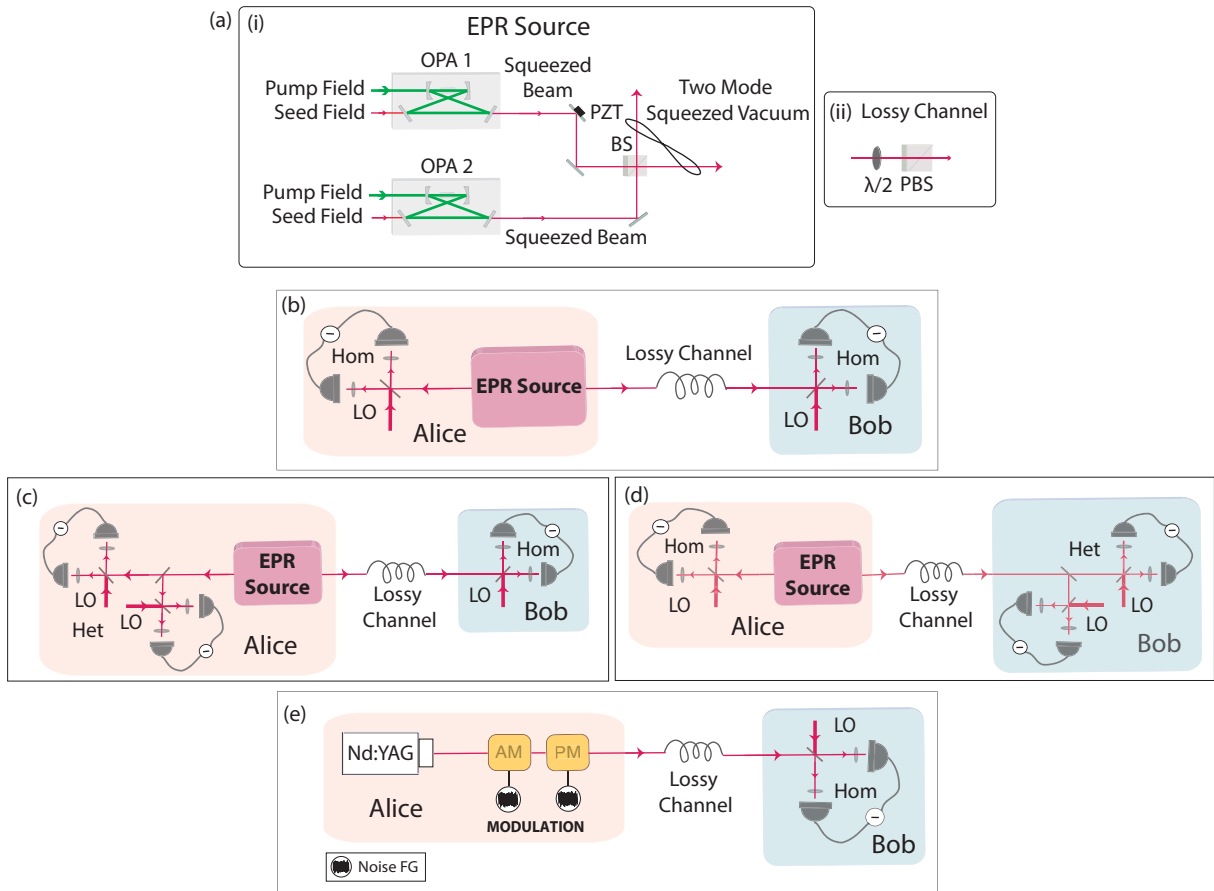 (a)
(i)
EPR Source
OPA 1
Pump Field
Seed Field
Squeezed
Beam
PZT
BS
Two Mode
Squeezed Vacuum
OPA 2
Pump Field
Seed Field
Squeezed Beam
(ii) Lossy Channel
λ/2 PBS
(b)
Hom
LO
EPR Source
Alice
Lossy Channel
Hom
LO
Bob
(c)
LO
Het
LO
Alice
EPR
Source
Lossy
Channel
Hom
LO
Bob
(d)
Hom
LO
Alice
EPR
Source
Lossy
Channel
Het
LO
LO
Bob
(e)
Nd:YAG
AM
PM
Alice
MODULATION
Noise FG
Lossy
Channel
LO
Hom
Bob